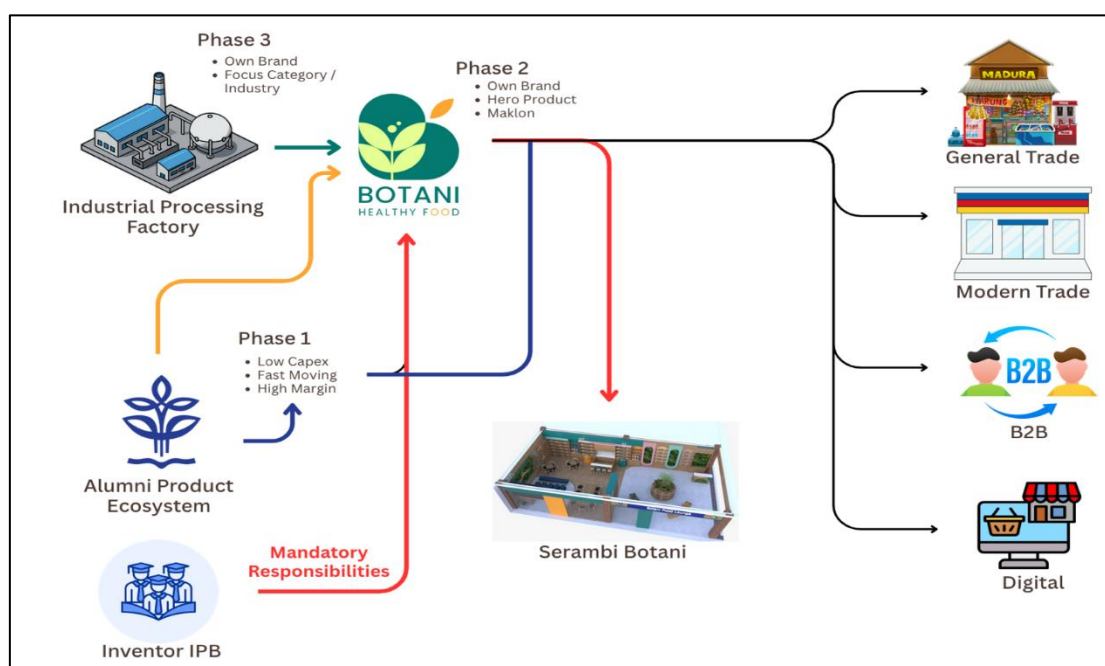 Phase 3
Own Brand
Focus Category /
Industry
Industrial Processing
Factory
BOTANI
HEALTHY FOOD
Phase 2
Own Brand
Hero Product
Maklon
MADURA
WARUNG
General Trade
Modern Trade
Phase 1
Low Capex
Fast Moving
High Margin
B2B
B2B
Alumni Product
Ecosystem
Serambi Botani
Mandatory
Responsibilities
Inventor IPB
Digital